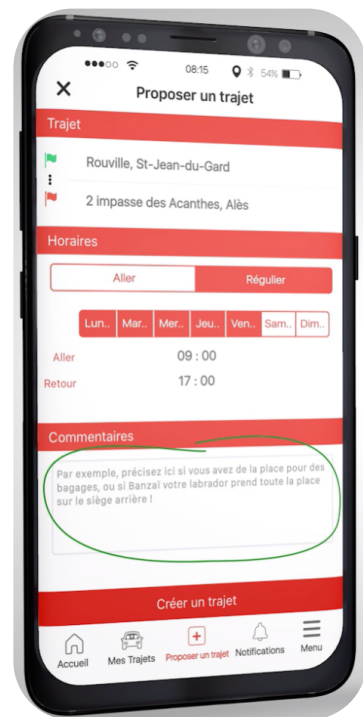 08:15 54%
Proposer un trajet
Trajet
Rouville, St-Jean-du-Gard
2 impasse des Acanthes, Alès
Horaires
Aller Régulier
Lun.. Mar.. Mer.. Jeu.. Ven.. Sam.. Dim..
Aller 09 : 00
Retour 17 : 00
Commentaires
Par exemple, précisez ici si vous avez de la place pour des
bagages, ou si Banzaï votre labrador prend toute la place
sur le siège arrière !
Créer un trajet
Accueil Mes Trajets Proposer un trajet Notifications Menu